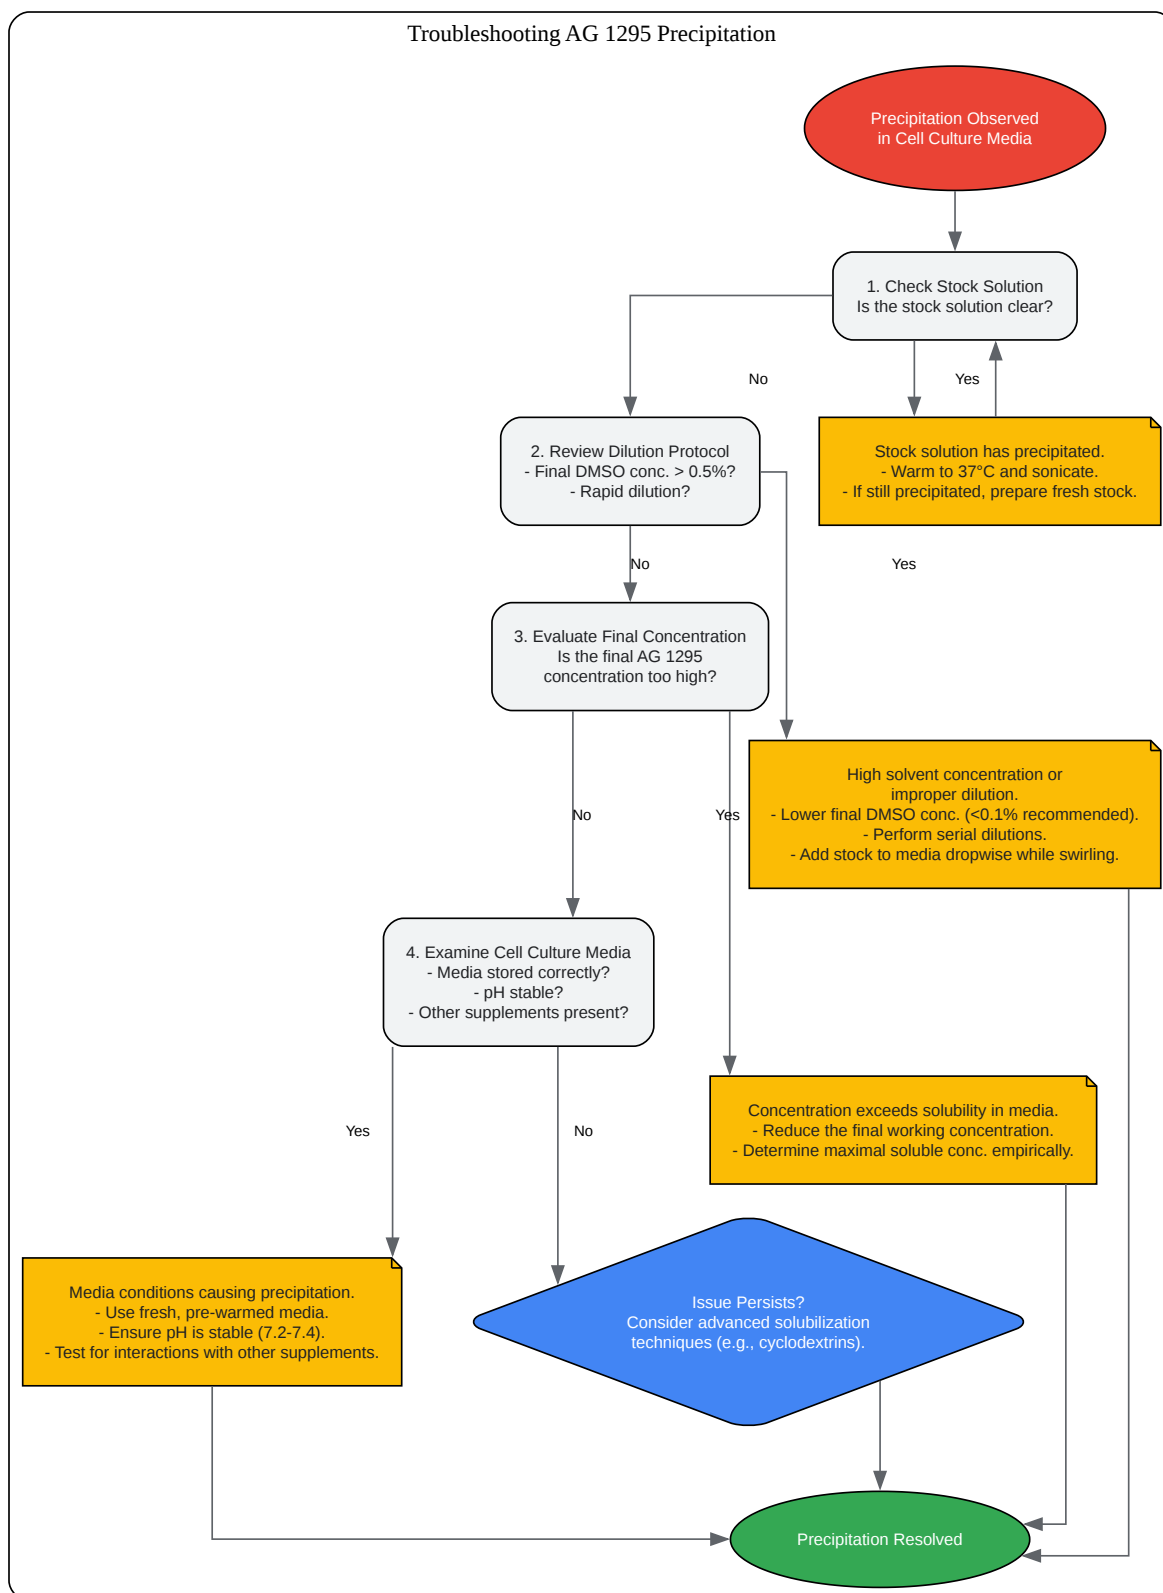 Troubleshooting AG 1295 Precipitation
Precipitation Observed
in Cell Culture Media
1. Check Stock Solution
Is the stock solution clear?
No
Yes
2. Review Dilution Protocol
- Final DMSO conc. > 0.5%?
- Rapid dilution?
Stock solution has precipitated.
- Warm to 37°C and sonicate.
- If still precipitated, prepare fresh stock.
No
Yes
3. Evaluate Final Concentration
Is the final AG 1295
concentration too high?
High solvent concentration or
improper dilution.
- Lower final DMSO conc. (<0.1% recommended).
- Perform serial dilutions.
- Add stock to media dropwise while swirling.
No
Yes
4. Examine Cell Culture Media
- Media stored correctly?
- pH stable?
- Other supplements present?
Yes
No
Concentration exceeds solubility in media.
- Reduce the final working concentration.
- Determine maximal soluble conc. empirically.
Media conditions causing precipitation.
- Use fresh, pre-warmed media.
- Ensure pH is stable (7.2-7.4).
- Test for interactions with other supplements.
Issue Persists?
Consider advanced solubilization
techniques (e.g., cyclodextrins).
Precipitation Resolved